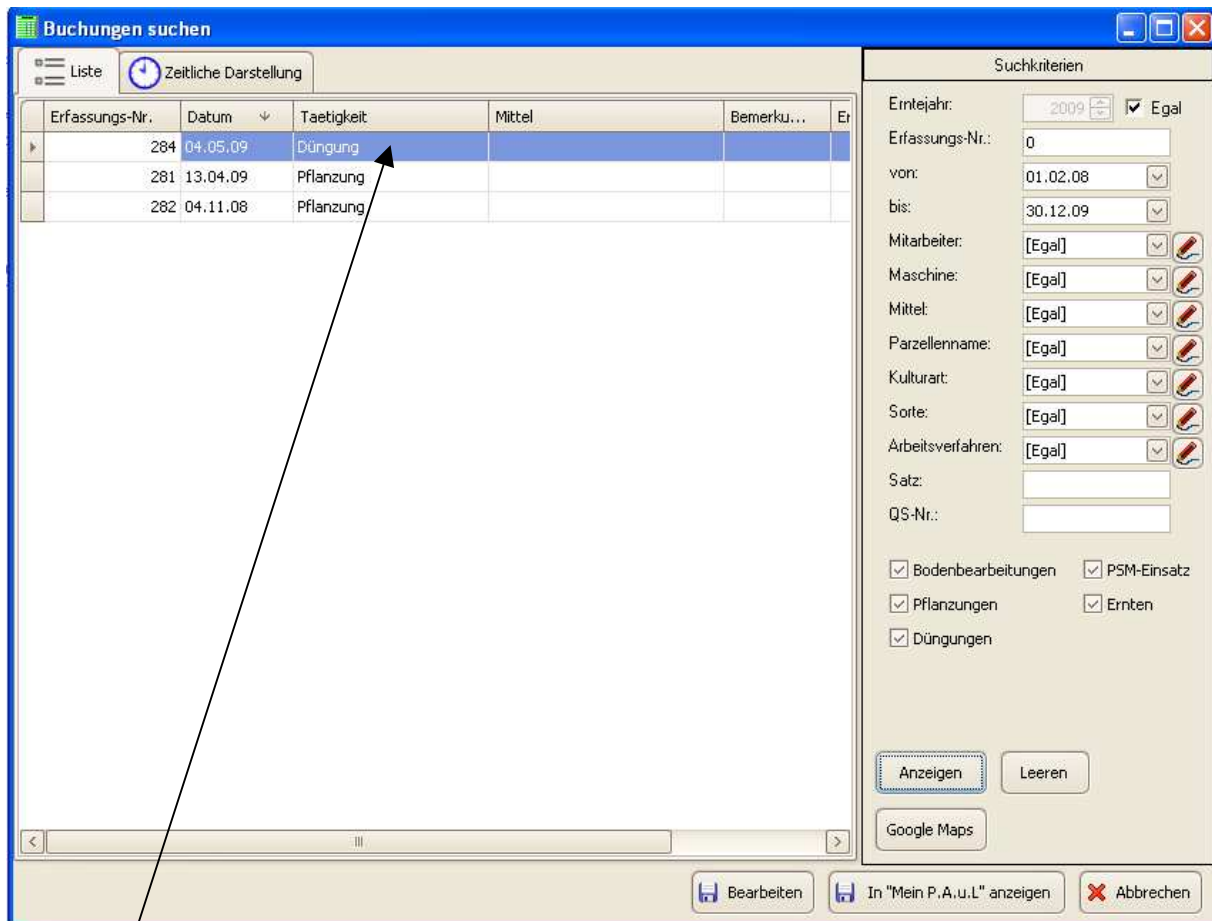 Buchungen suchen
Liste
Zeitliche Darstellung
Erfassungs-Nr. Datum Taetigkeit Mittel Bemerku... Er
284 04.05.09 Düngung
281 13.04.09 Pflanzung
282 04.11.08 Pflanzung
Suchkriterien
Erntejahr: 2009 Egal
Erfassungs-Nr.: 0
von: 01.02.08
bis: 30.12.09
Mitarbeiter: [Egal]
Maschine: [Egal]
Mittel: [Egal]
Parzellenname: [Egal]
Kulturart: [Egal]
Sorte: [Egal]
Arbeitsverfahren: [Egal]
Satz:
QS-Nr.:
Bodenbearbeitungen PSM-Einsatz
Pflanzungen Ernten
Düngungen
Anzeigen Leeren
Google Maps
Bearbeiten In "Mein P.A.u.L" anzeigen Abbrechen